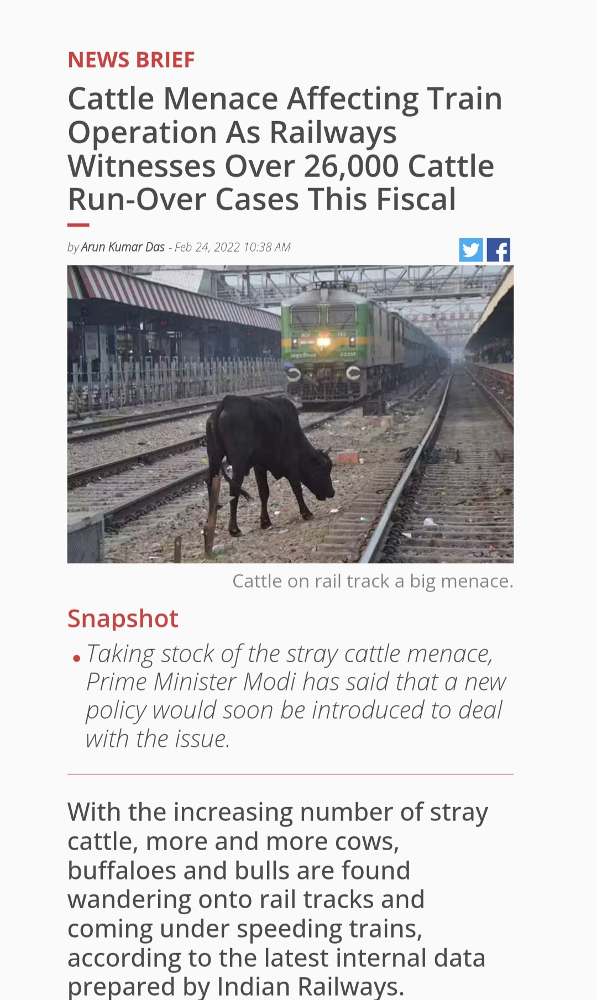 NEWS BRIEF
Cattle Menace Affecting Train
Operation As Railways
Witnesses Over 26,000 Cattle
Run-Over Cases This Fiscal
by Arun Kumar Das - Feb 24, 2022 10:38 AM
Cattle on rail track a big menace.
Snapshot
• Taking stock of the stray cattle menace,
Prime Minister Modi has said that a new
policy would soon be introduced to deal
with the issue.
With the increasing number of stray
cattle, more and more cows,
buffaloes and bulls are found
wandering onto rail tracks and
coming under speeding trains,
according to the latest internal data
prepared by Indian Railways.